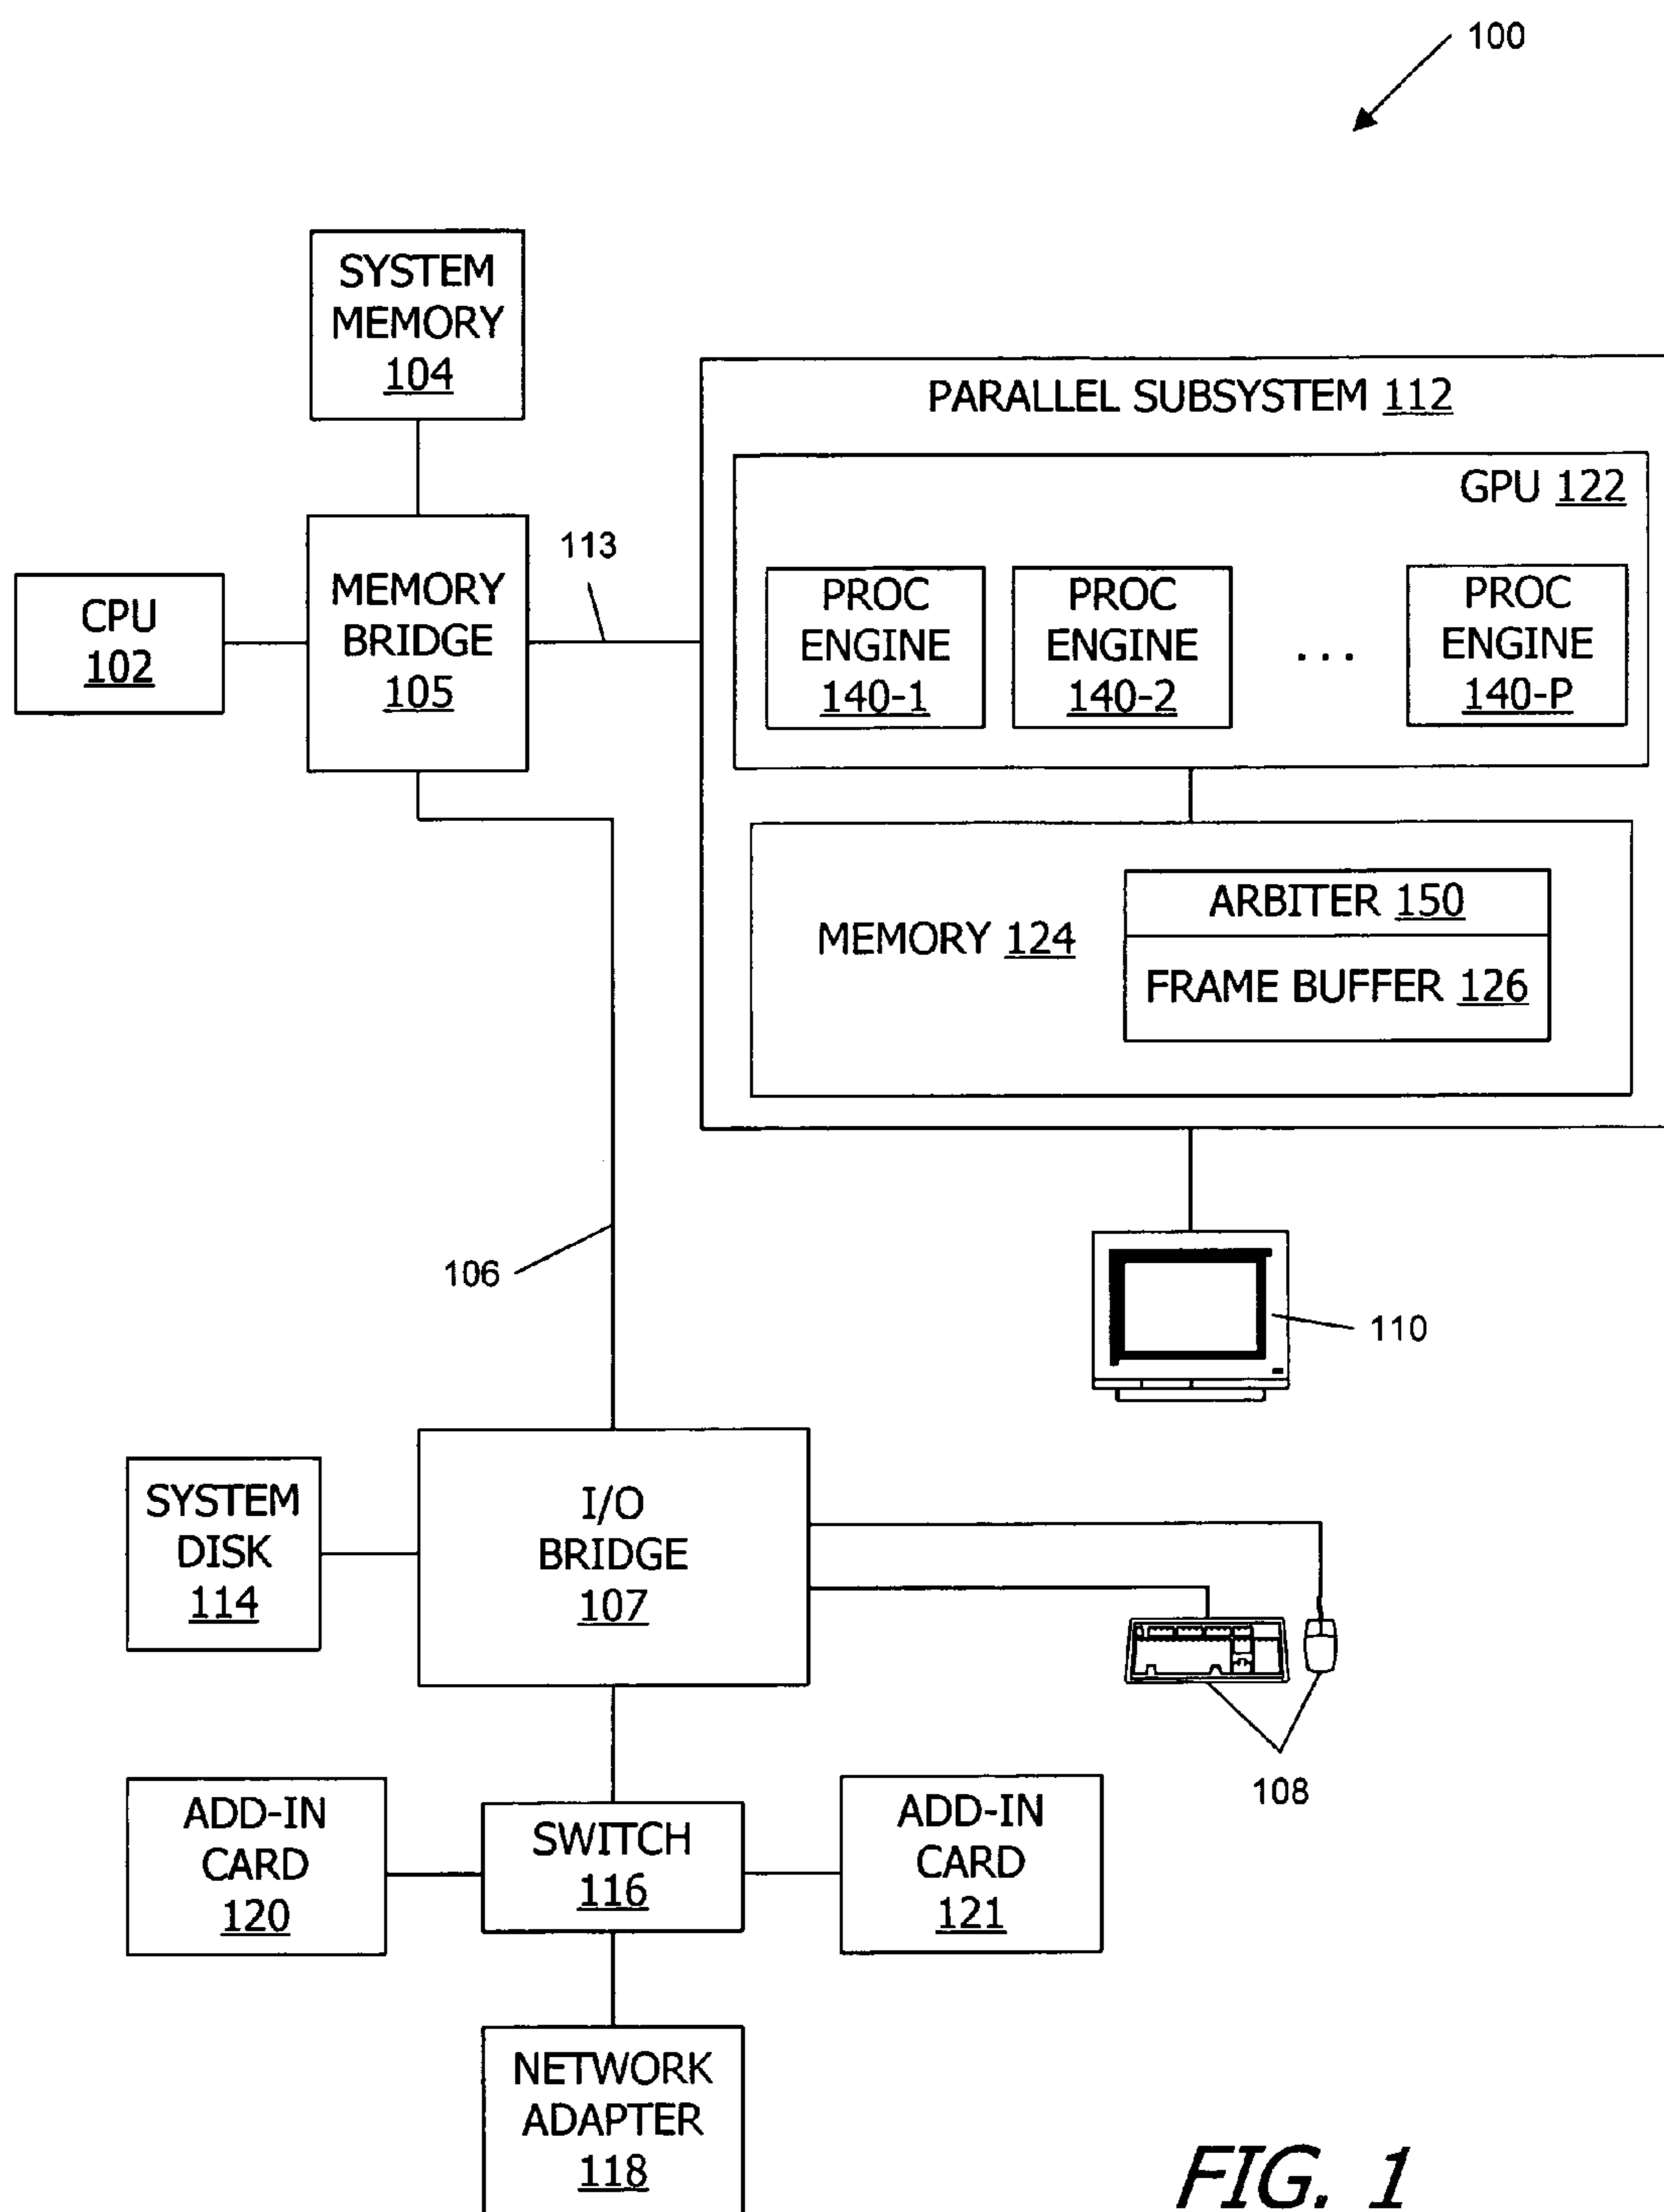 100
SYSTEM
MEMORY
104
PARALLEL SUBSYSTEM 112
GPU 122
113
CPU
102
MEMORY
BRIDGE
105
PROC
ENGINE
140-1
PROC
ENGINE
140-2
...
PROC
ENGINE
140-P
MEMORY 124
ARBITER 150
FRAME BUFFER 126
106
110
SYSTEM
DISK
114
I/O
BRIDGE
107
108
ADD-IN
CARD
120
SWITCH
116
ADD-IN
CARD
121
NETWORK
ADAPTER
118
FIG. 1